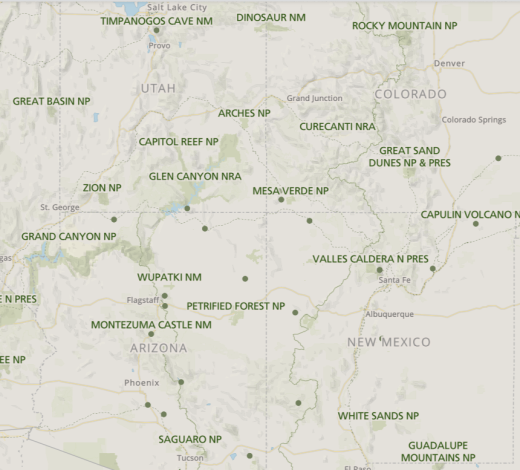 Salt Lake City
TIMPANOGOS CAVE NM
DINOSAUR NM
ROCKY MOUNTAIN NP
Provo
Denver
UTAH
COLORADO
GREAT BASIN NP
Grand Junction
ARCHES NP
Colorado Springs
CURECANTI NRA
CAPITOL REEF NP
GREAT SAND
DUNES NP & PRES
GLEN CANYON NRA
ZION NP
MESA VERDE NP
St. George
CAPULIN VOLCANO N
GRAND CANYON NP
gas
VALLES CALDERA N PRES
WUPATKI NM
Santa Fe
E N PRES
Flagstaff
PETRIFIED FOREST NP
Albuquerque
MONTEZUMA CASTLE NM
NEW MEXICO
ARIZONA
EE NP
Phoenix
WHITE SANDS NP
SAGUARO NP
GUADALUPE
MOUNTAINS NP
Tucson
El Paso